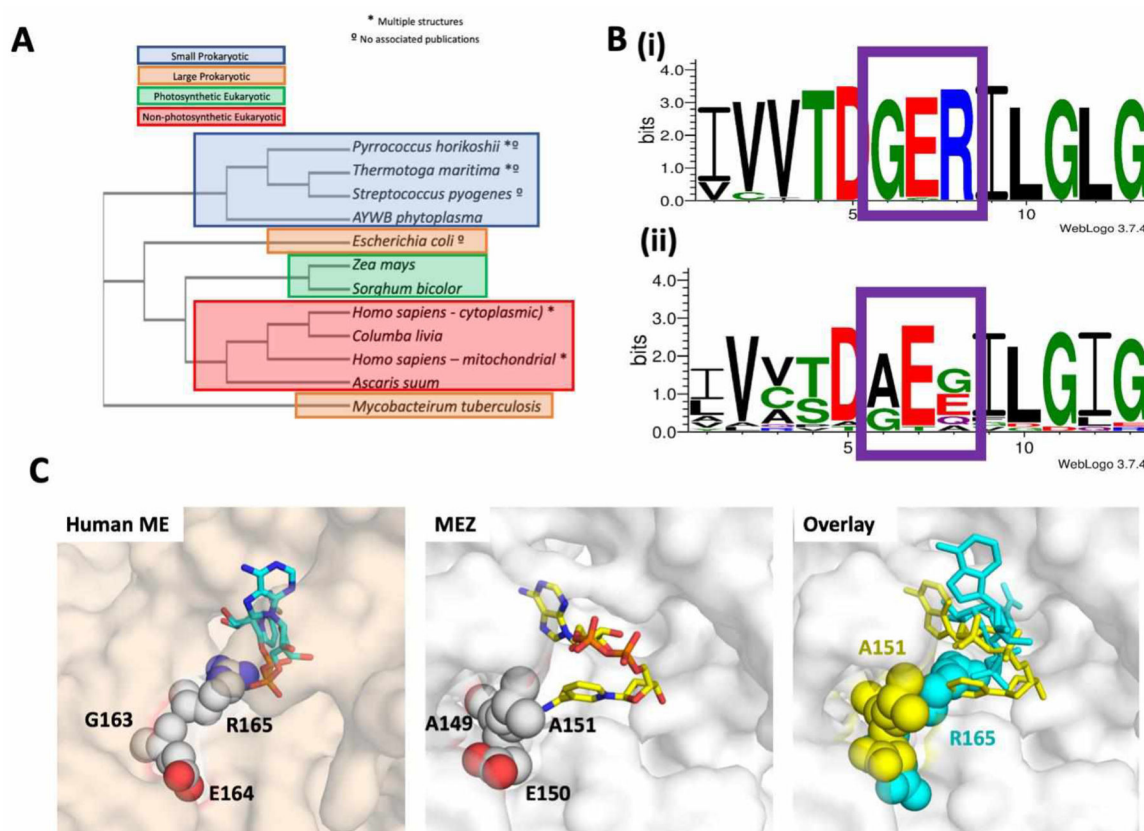 A
* Multiple structures
º No associated publications
Small Prokaryotic
Large Prokaryotic
Photosynthetic Eukaryotic
Non-photosynthetic Eukaryotic
Pyrrococcus horikoshii *º
Thermotoga maritima *º
Streptococcus pyogenes º
AYWB phytoplasma
Escherichia coli º
Zea mays
Sorghum bicolor
Homo sapiens - cytoplasmic) *
Columba livia
Homo sapiens – mitochondrial *
Ascaris suum
Mycobacteirum tuberculosis
B
(i)
bits
4.0
3.0
2.0
1.0
0.0
IVVTDGERILGLG
5
10
WebLogo 3.7.4
(ii)
bits
4.0
3.0
2.0
1.0
0.0
IVVTDAEGILGIG
5
10
WebLogo 3.7.4
C
Human ME
G163
R165
E164
MEZ
A149
A151
E150
Overlay
A151
R165